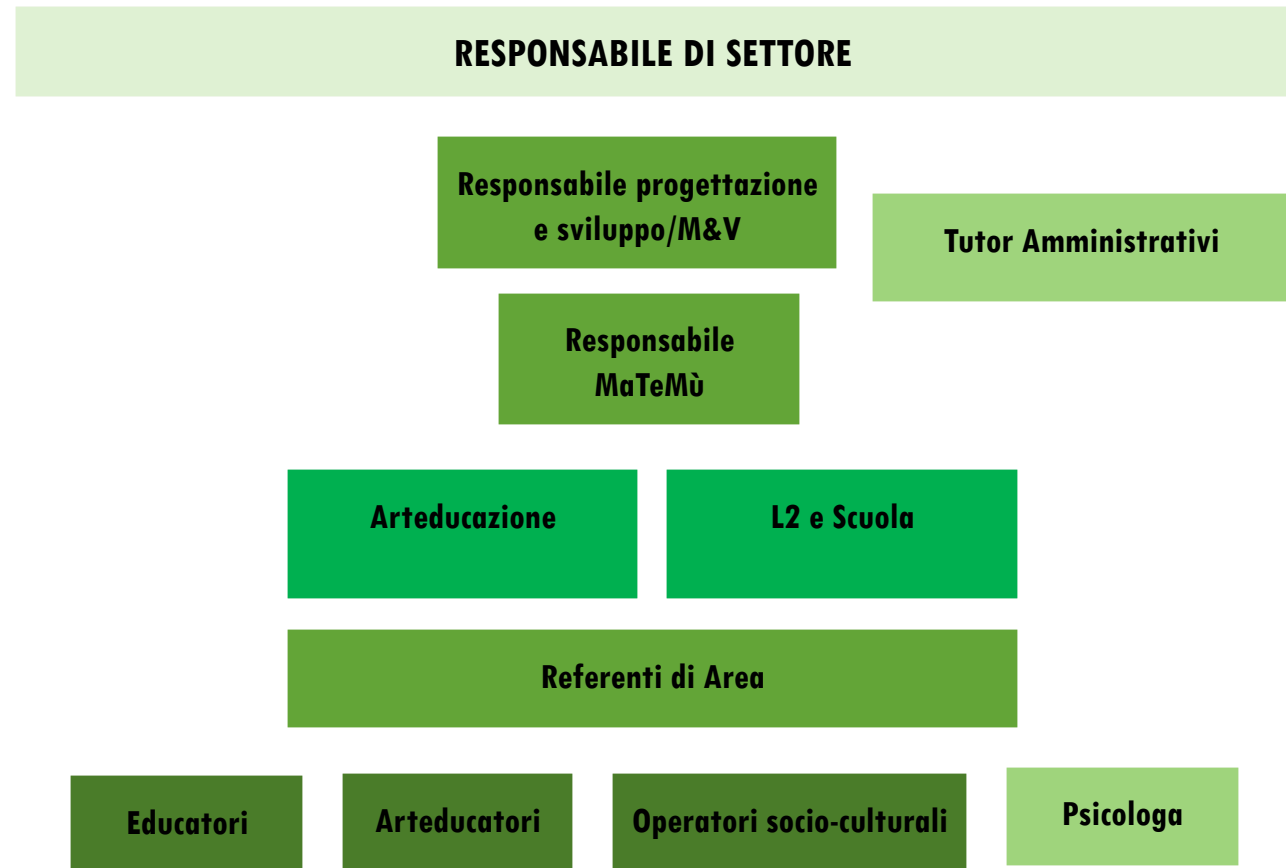 RESPONSABILE DI SETTORE
Responsabile progettazione
e sviluppo/M&V
Tutor Amministrativi
Responsabile
MaTeMù
Arteducazione
L2 e Scuola
Referenti di Area
Educatori
Arteducatori
Operatori socio-culturali
Psicologa